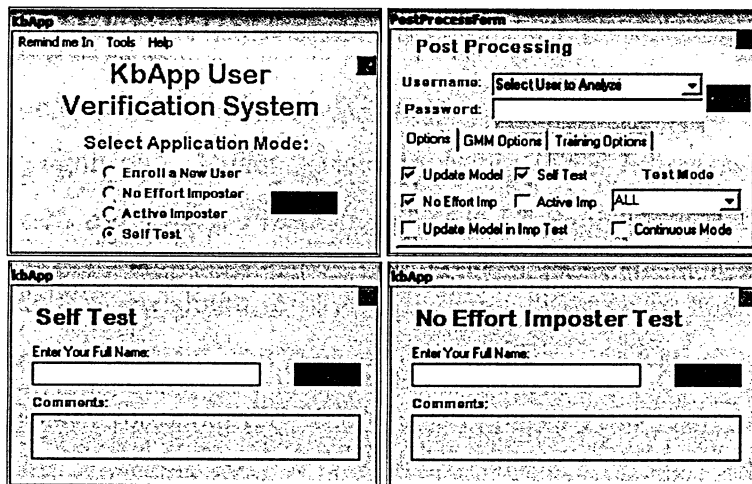 KbApp
Remind me In Tools Help
KbApp User
Verification System
Select Application Mode:
Enroll a New User
No Effort Imposter
Active Imposter
Self Test
PostProcessForm
Post Processing
Username: Select User to Analyze
Password:
Options GMM Options Training Options
Update Model Self Test Test Mode
No Effort Imp Active Imp ALL
Update Model in Imp Test Continuous Mode
kbApp
Self Test
Enter Your Full Name:
Comments:
kbApp
No Effort Imposter Test
Enter Your Full Name:
Comments: